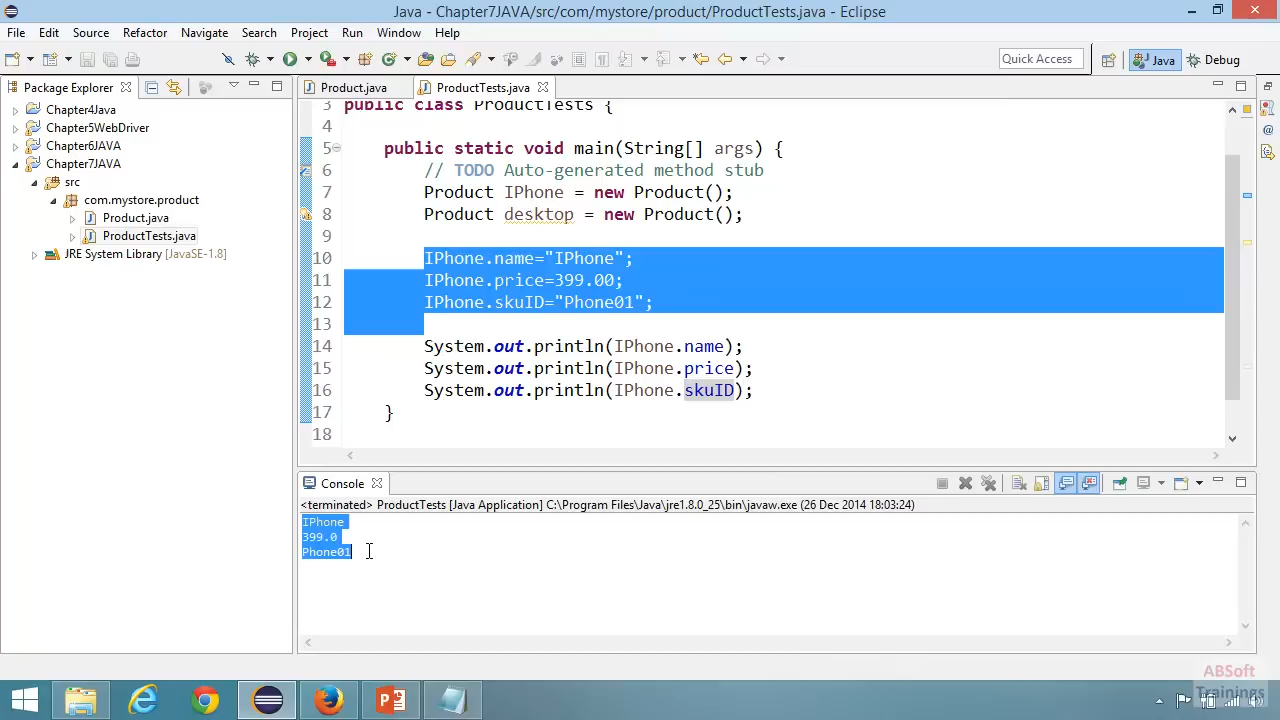 Java - Chapter7JAVA/src/com/mystore/product/ProductTests.java - Eclipse
File Edit Source Refactor Navigate Search Project Run Window Help
Quick Access Java Debug
Package Explorer
Chapter4Java
Chapter5WebDriver
Chapter6JAVA
Chapter7JAVA
src
com.mystore.product
Product.java
ProductTests.java
JRE System Library [JavaSE-1.8]
Product.java ProductTests.java
3 public class ProductTests {
4
5 public static void main(String[] args) {
6 // TODO Auto-generated method stub
7 Product IPhone = new Product();
8 Product desktop = new Product();
9
10 IPhone.name="IPhone";
11 IPhone.price=399.00;
12 IPhone.skuID="Phone01";
13
14 System.out.println(IPhone.name);
15 System.out.println(IPhone.price);
16 System.out.println(IPhone.skuID);
17 }
18
Console
<terminated> ProductTests [Java Application] C:\Program Files\Java\jre1.8.0_25\bin\javaw.exe (26 Dec 2014 18:03:24)
IPhone
399.0
Phone01
ABSoft
Trainings